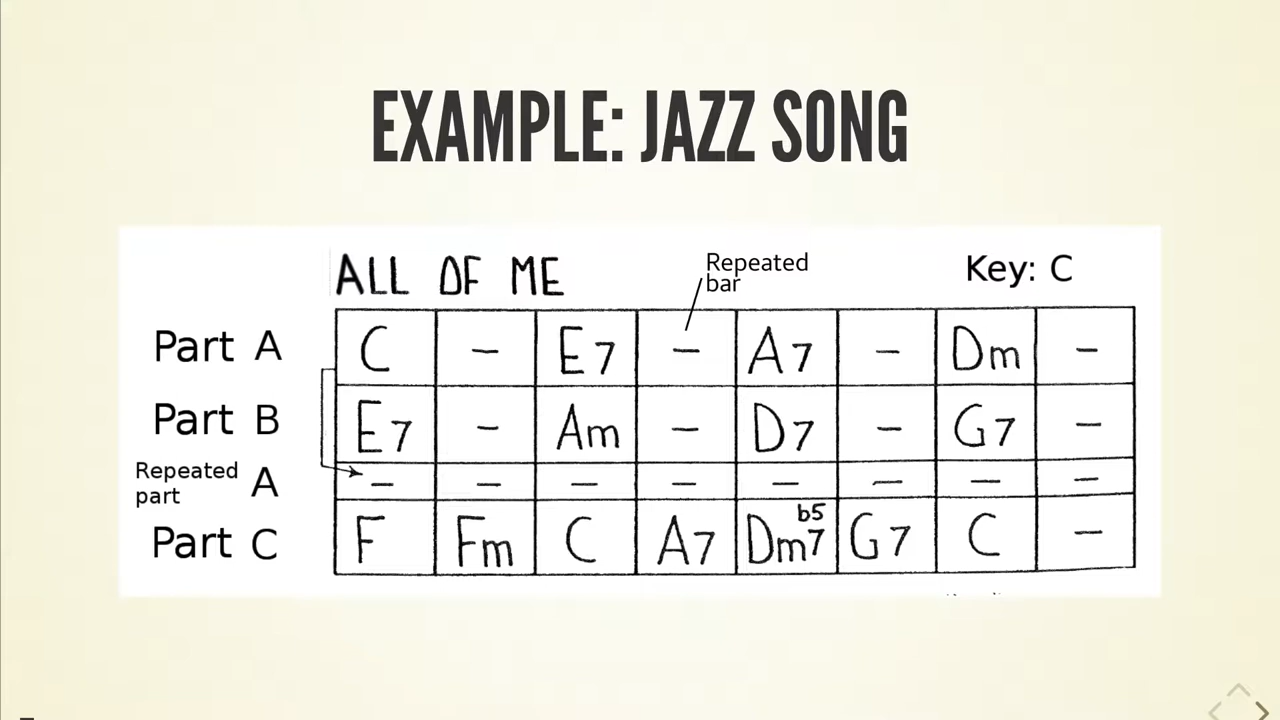 EXAMPLE: JAZZ SONG
ALL OF ME
Repeated
bar
Key: C
Part A C - E7 - A7 - Dm -
Part B E7 - Am - D7 - G7 -
Repeated
part A - - - - - - - -
Part C F Fm C A7 Dm7b5 G7 C -